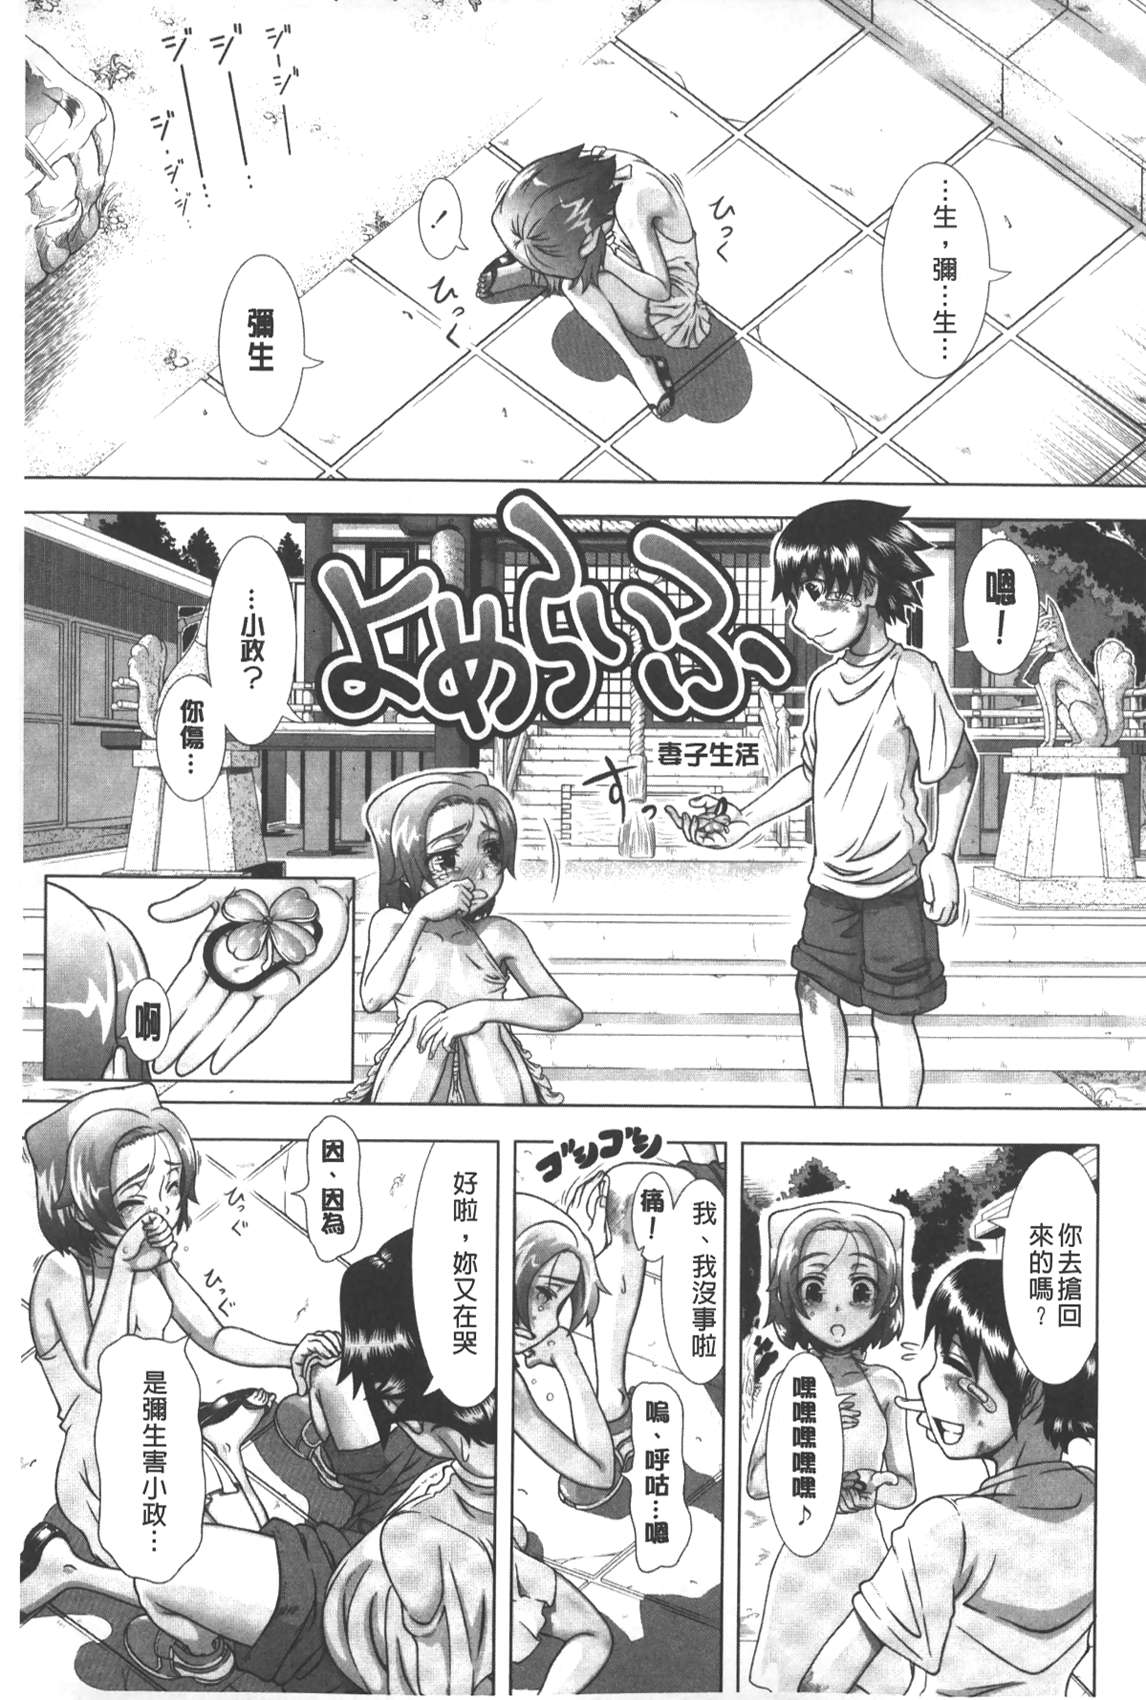 …生，彌…生…
ひっく
！
ひっく
ジージ
ジ・
ジ・
ジ・ジ・
彌生
嗯！
よめらいふ
妻子生活
すっ
…小政？
你傷…
啊
你去搶回
來的嗎？
嘿嘿嘿嘿嘿♪
ゴシゴシ
我、我沒事啦
痛！
嗚、呼咕…嗯
好啦，妳又在哭
因、因為
ひっぐ
ひっぐ
是彌生害小政…